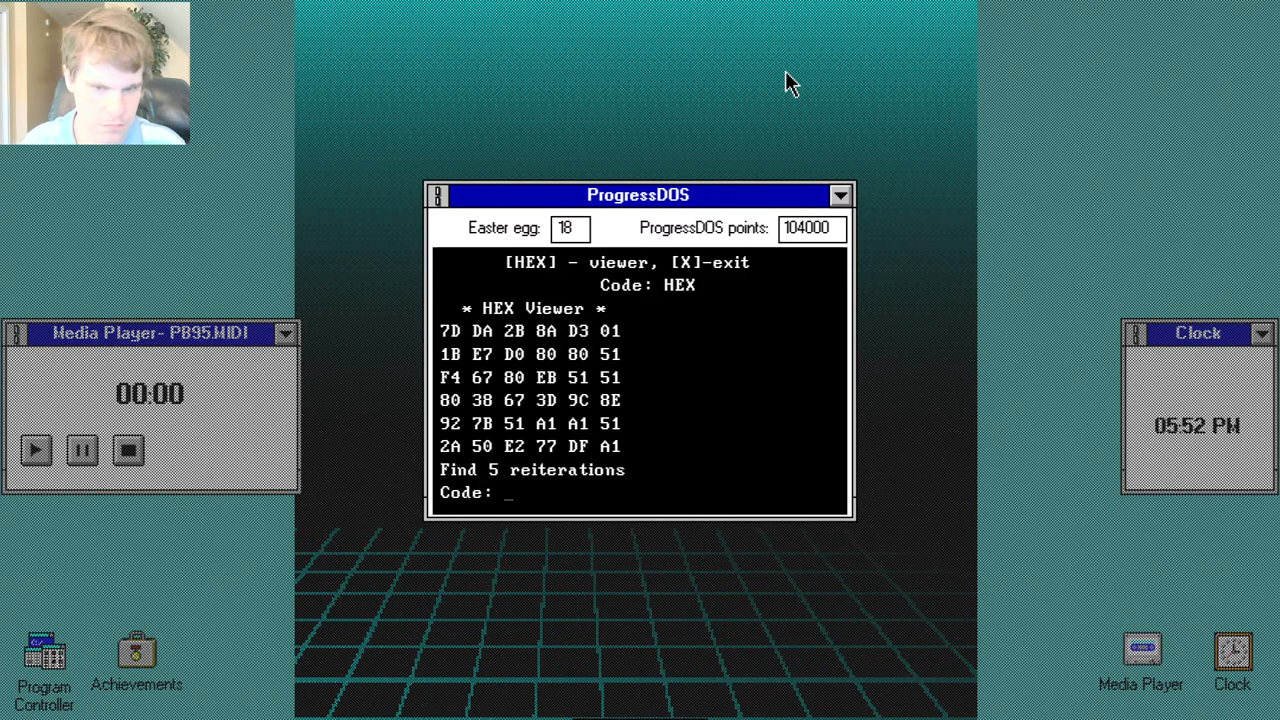 ProgressDOS
Easter egg: 18 ProgressDOS points: 104000
[HEX] - viewer, [X]-exit
Code: HEX
* HEX Viewer *
7D DA 2B 8A D3 01
1B E7 D0 80 80 51
F4 67 80 EB 51 51
80 38 67 3D 9C 8E
92 7B 51 A1 A1 51
2A 50 E2 77 DF A1
Find 5 reiterations
Code: _
Media Player- PB95.MIDI
00:00
Clock
05:52 PM
Program
Controller
Achievements
Media Player
Clock